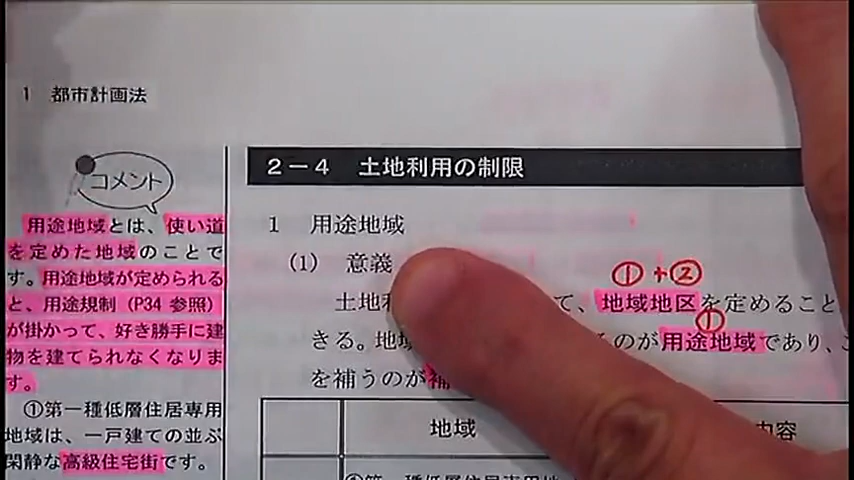 1 都市計画法
コメント
用途地域とは、使い道
を定めた地域のことで
す。用途地域が定められる
と、用途規制(P34 参照)
が掛かって、好き勝手に建
物を建てられなくなりま
す。
①第一種低層住居専用
地域は、一戸建ての並ぶ
閑静な高級住宅街です。
2－4 土地利用の制限
1 用途地域
(1) 意義
①+②
土地 て、地域地区を定めること
①
きる。地 るのが用途地域であり、
を補うのが
地域 内容